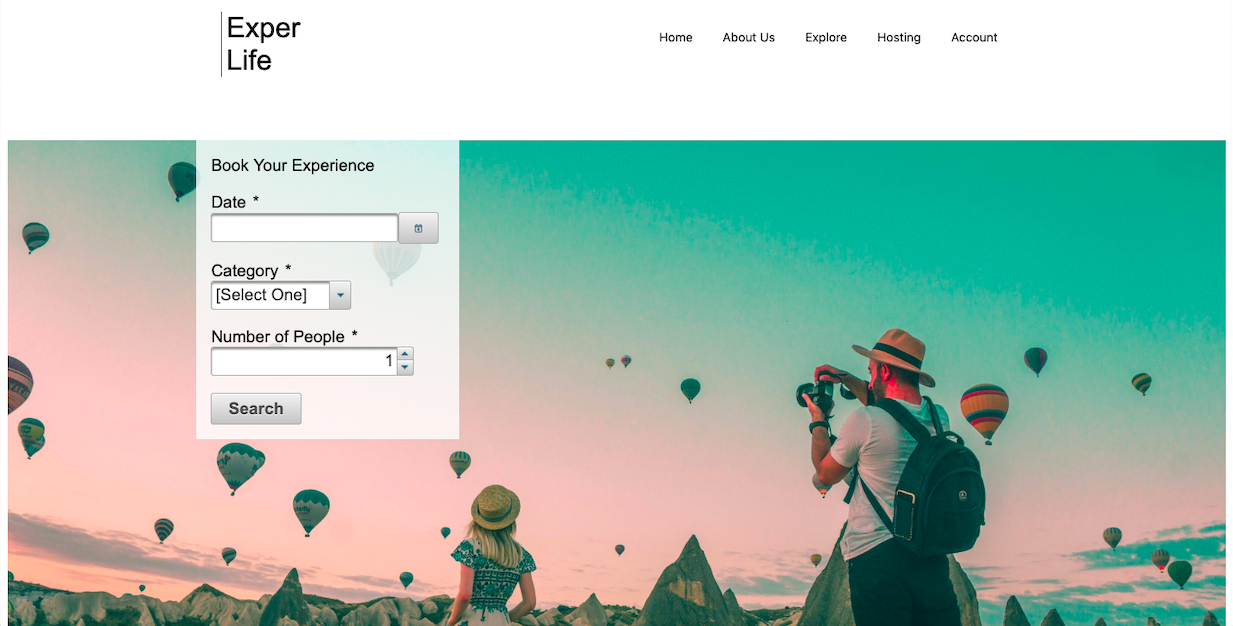 Exper
Life
Home About Us Explore Hosting Account
Book Your Experience
Date *
Category *
[Select One]
Number of People *
1
Search